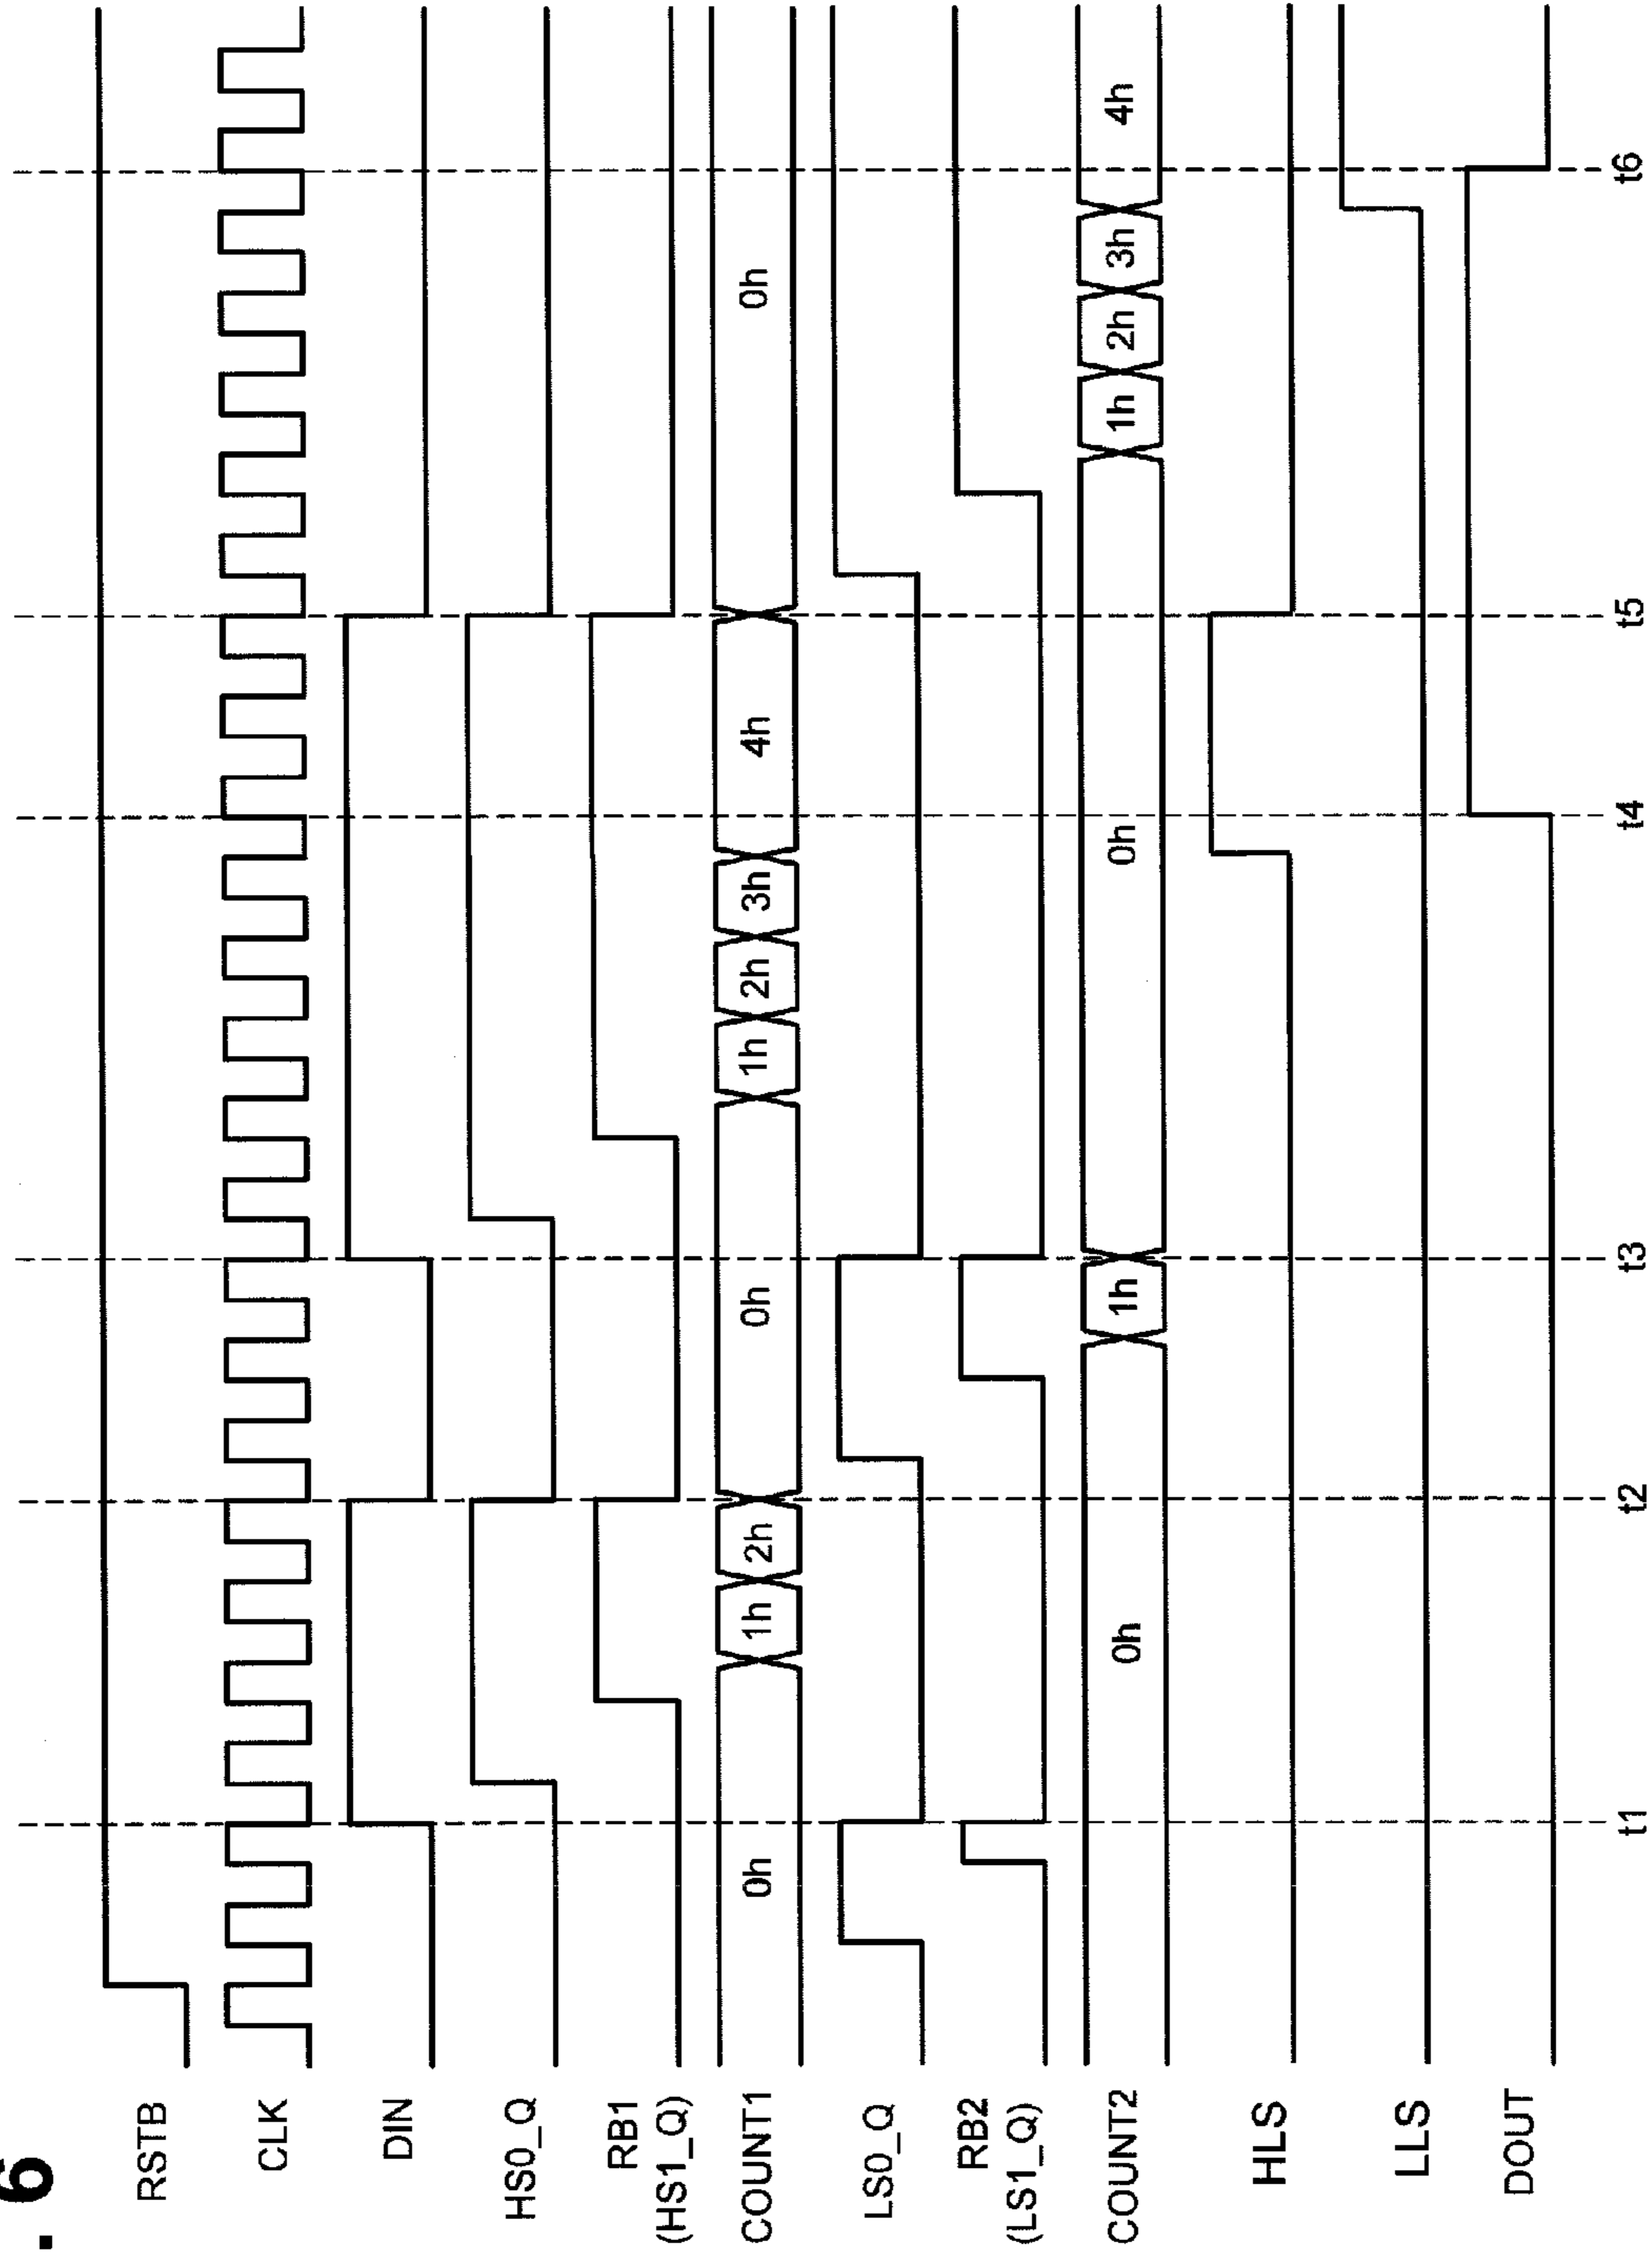 . 6
RSTB
CLK
DIN
HS0_Q
RB1
(HS1_Q)
COUNT1
0h
1h
2h
0h
1h
2h
3h
4h
0h
LS0_Q
RB2
(LS1_Q)
COUNT2
0h
1h
0h
1h
2h
3h
4h
HLS
LLS
DOUT
t1
t2
t3
t4
t5
t6